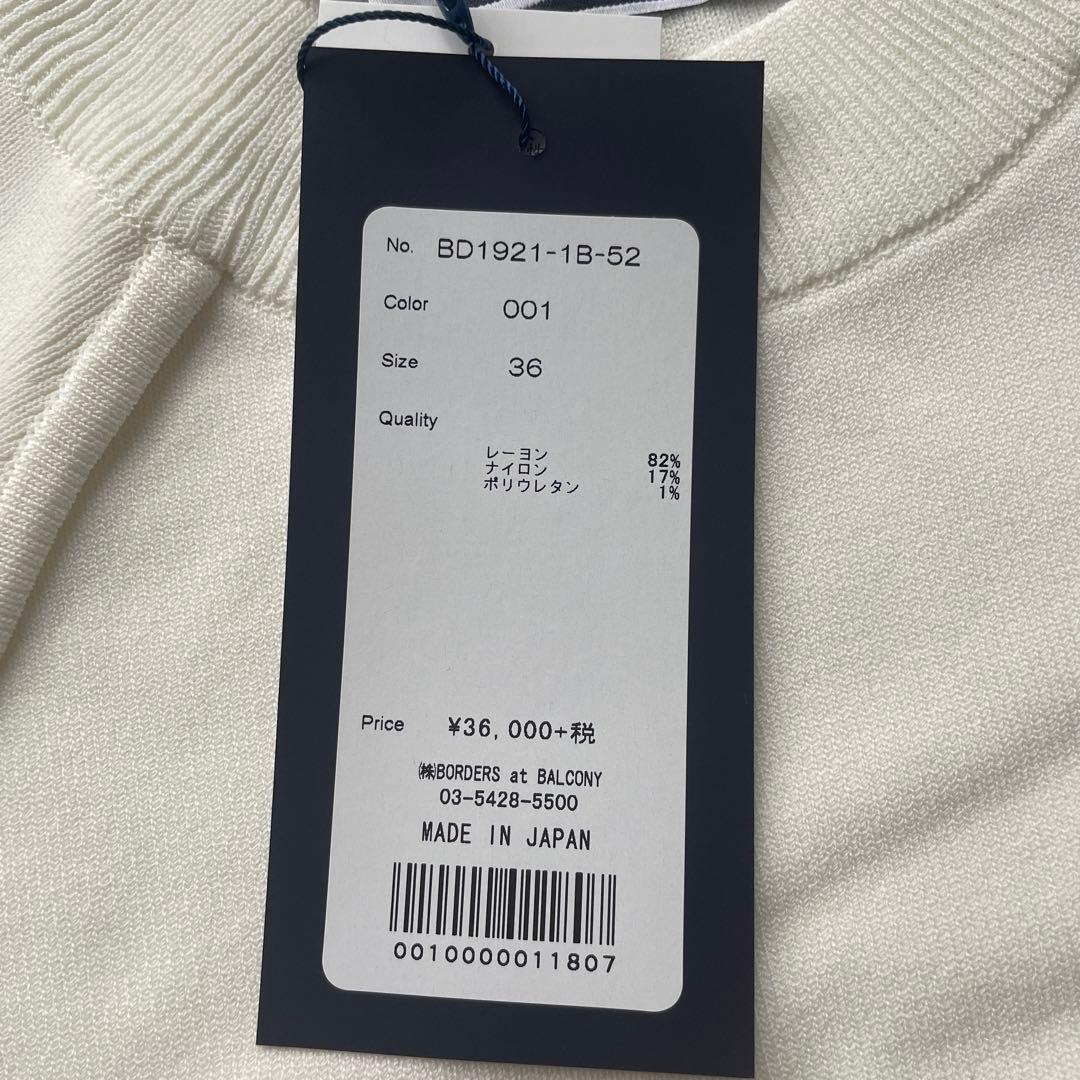 No. BD1921-1B-52
Color 001
Size 36
Quality
レーヨン 82%
ナイロン 17%
ポリウレタン 1%
Price ¥36,000+税
㈱BORDERS at BALCONY
03-5428-5500
MADE IN JAPAN
0010000011807